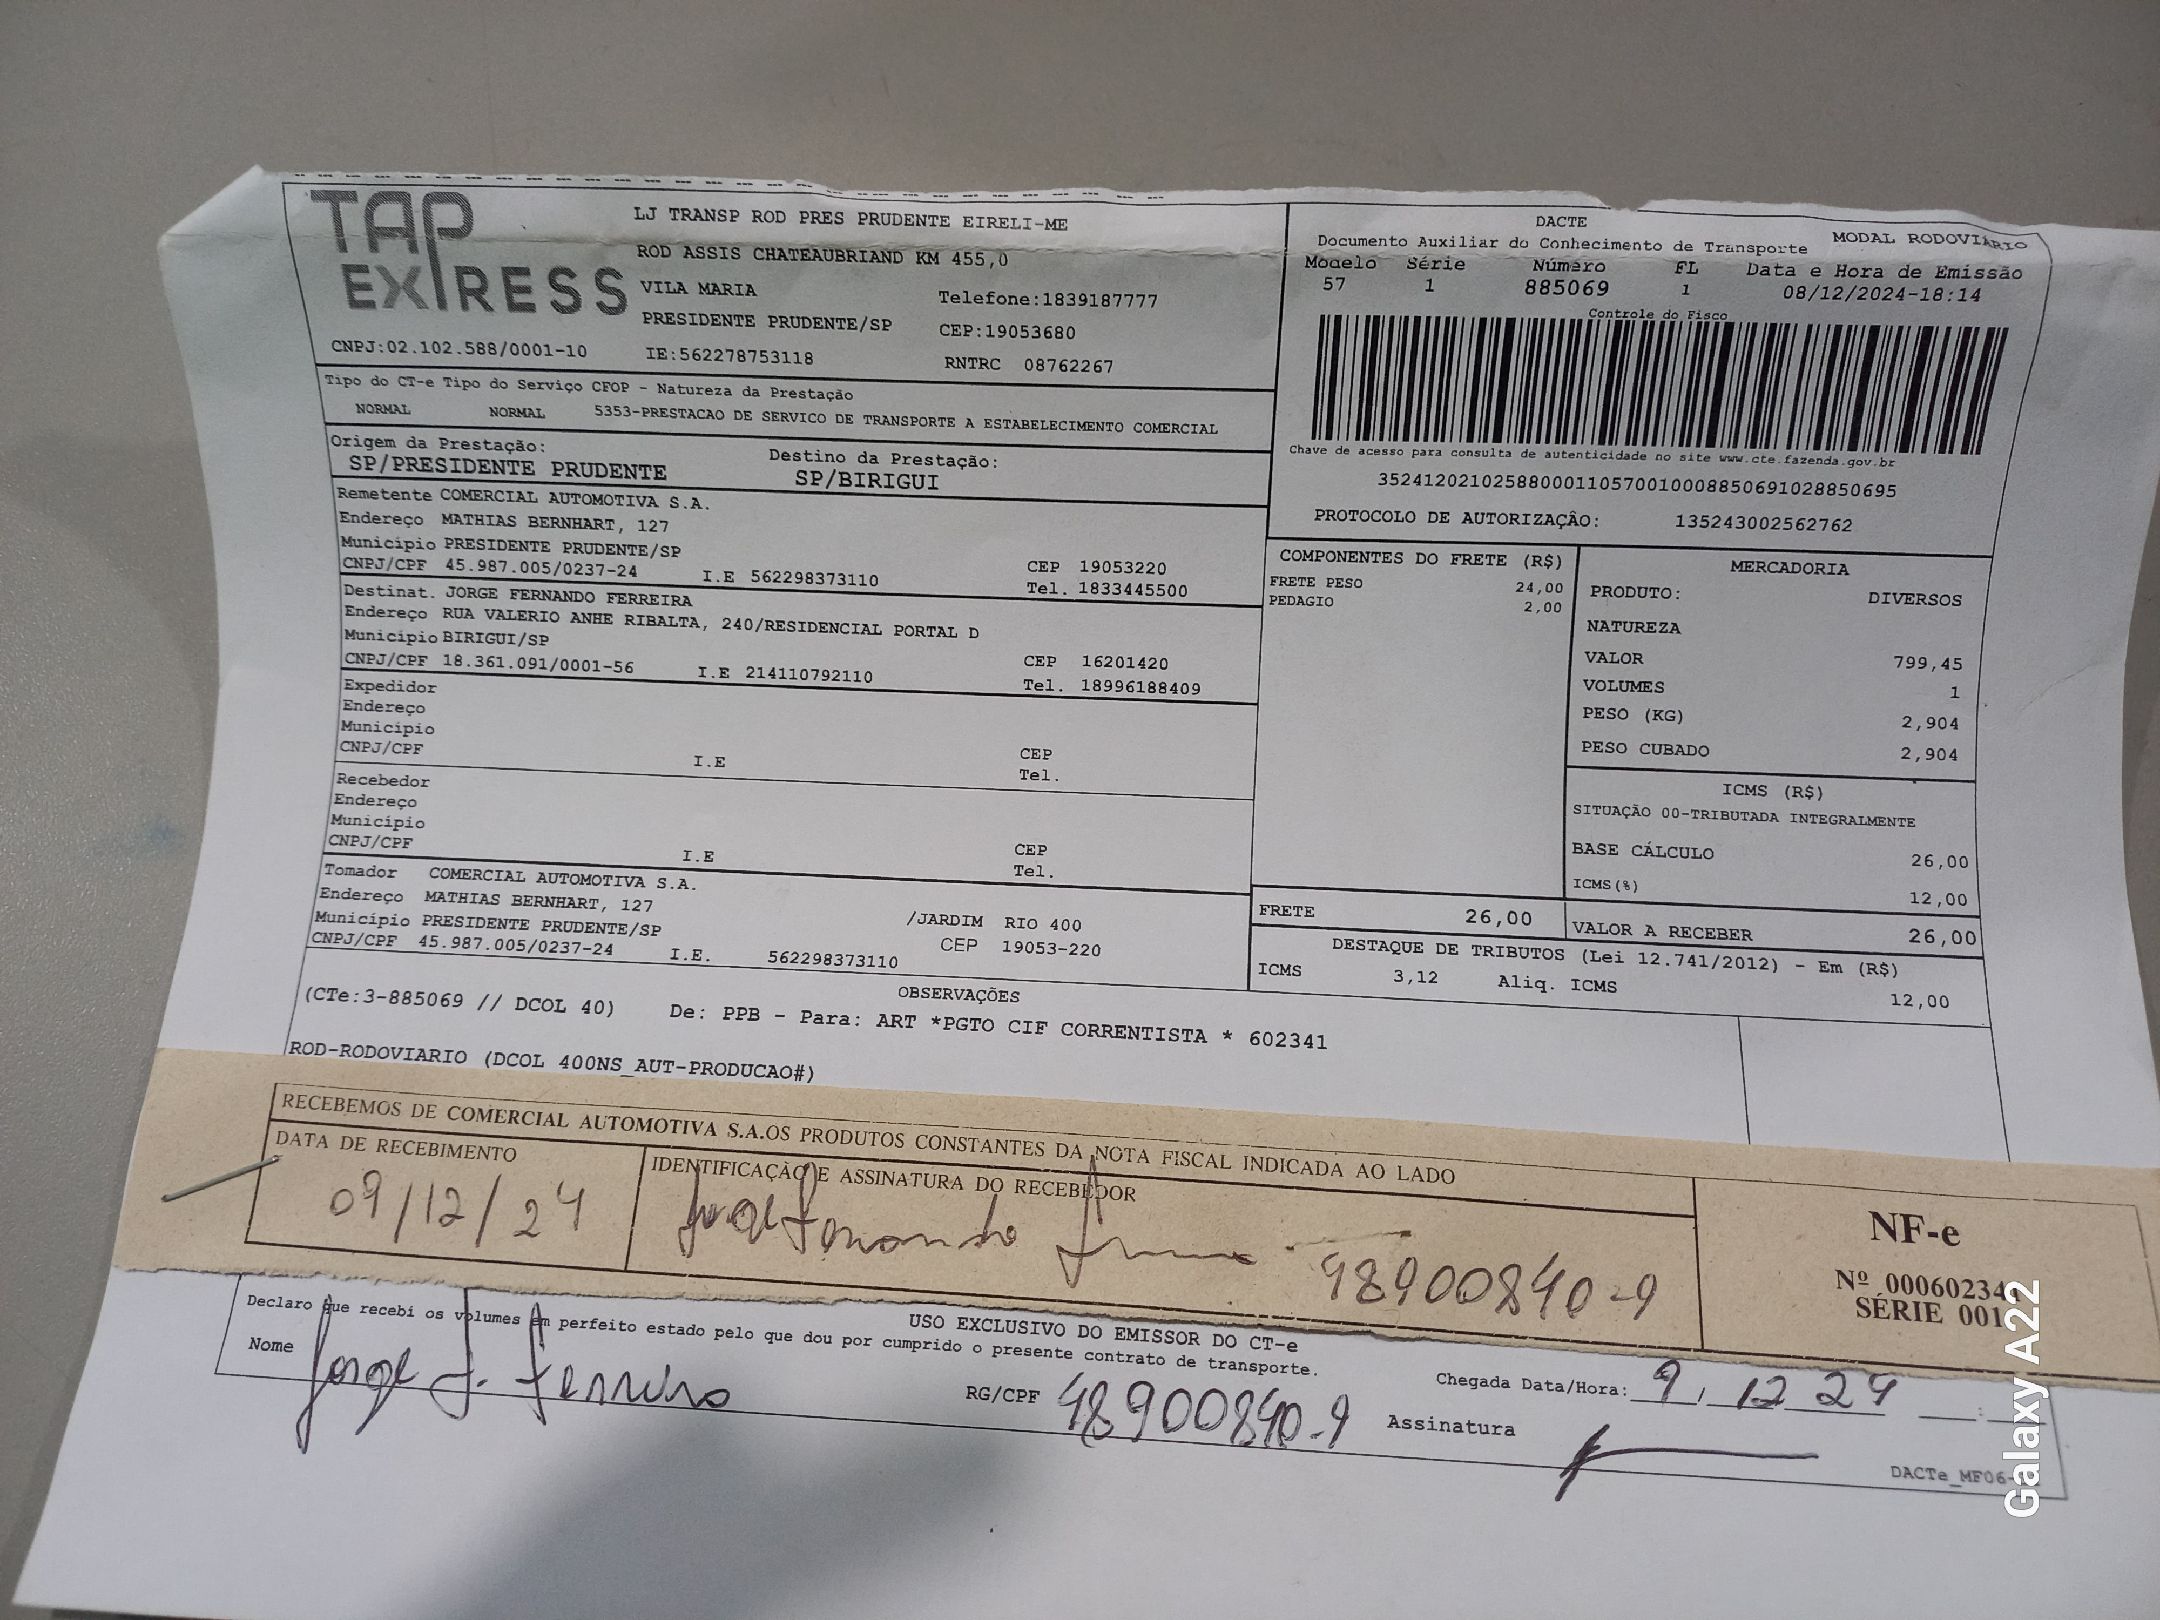 TAP EXPRESS
LJ TRANSP ROD PRES PRUDENTE EIRELI-ME
ROD ASSIS CHATEAUBRIAND KM 455,0
VILA MARIA Telefone:1839187777
PRESIDENTE PRUDENTE/SP CEP:19053680
CNPJ:02.102.588/0001-10 IE:562278753118 RNTRC 08762267
DACTE
Documento Auxiliar do Conhecimento de Transporte MODAL RODOVIÁRIO
Modelo Série Número FL Data e Hora de Emissão
57 1 885069 1 08/12/2024-18:14
Controle do Fisco
Chave de acesso para consulta de autenticidade no site www.cte.fazenda.gov.br
35241202102588000110570010008850691028850695
PROTOCOLO DE AUTORIZAÇÂO: 135243002562762
Tipo do CT-e Tipo do Serviço CFOP - Natureza da Prestação
NORMAL NORMAL 5353-PRESTACAO DE SERVICO DE TRANSPORTE A ESTABELECIMENTO COMERCIAL
Origem da Prestação: Destino da Prestação:
SP/PRESIDENTE PRUDENTE SP/BIRIGUI
Remetente COMERCIAL AUTOMOTIVA S.A.
Endereço MATHIAS BERNHART, 127
Município PRESIDENTE PRUDENTE/SP CEP 19053220
CNPJ/CPF 45.987.005/0237-24 I.E 562298373110 Tel. 1833445500
Destinat. JORGE FERNANDO FERREIRA
Endereço RUA VALERIO ANHE RIBALTA, 240/RESIDENCIAL PORTAL D
Município BIRIGUI/SP CEP 16201420
CNPJ/CPF 18.361.091/0001-56 I.E 214110792110 Tel. 18996188409
Expedidor
Endereço
Município CEP
CNPJ/CPF I.E Tel.
Recebedor
Endereço
Município CEP
CNPJ/CPF I.E Tel.
Tomador COMERCIAL AUTOMOTIVA S.A.
Endereço MATHIAS BERNHART, 127 /JARDIM RIO 400
Município PRESIDENTE PRUDENTE/SP CEP 19053-220
CNPJ/CPF 45.987.005/0237-24 I.E. 562298373110
COMPONENTES DO FRETE (R$)
FRETE PESO 24,00
PEDAGIO 2,00
MERCADORIA
PRODUTO: DIVERSOS
NATUREZA
VALOR 799,45
VOLUMES 1
PESO (KG) 2,904
PESO CUBADO 2,904
ICMS (R$)
SITUAÇÃO 00-TRIBUTADA INTEGRALMENTE
BASE CÁLCULO 26,00
ICMS(%) 12,00
FRETE 26,00 VALOR A RECEBER 26,00
DESTAQUE DE TRIBUTOS (Lei 12.741/2012) - Em (R$)
ICMS 3,12 Aliq. ICMS 12,00
OBSERVAÇÕES
(CTe:3-885069 // DCOL 40) De: PPB - Para: ART *PGTO CIF CORRENTISTA * 602341
ROD-RODOVIARIO (DCOL 400NS_AUT-PRODUCAO#)
RECEBEMOS DE COMERCIAL AUTOMOTIVA S.A.OS PRODUTOS CONSTANTES DA NOTA FISCAL INDICADA AO LADO
DATA DE RECEBIMENTO IDENTIFICAÇÃO E ASSINATURA DO RECEBEDOR
09/12/24 Jorge Fernando 48900840-9
NF-e
Nº 000602341
SÉRIE 001
USO EXCLUSIVO DO EMISSOR DO CT-e
Declaro que recebi os volumes em perfeito estado pelo que dou por cumprido o presente contrato de transporte.
Nome Jorge F. Ferreira RG/CPF 48900840-9
Chegada Data/Hora: 9, 12 24 :
Assinatura
DACTe_MF06-
Galaxy A22